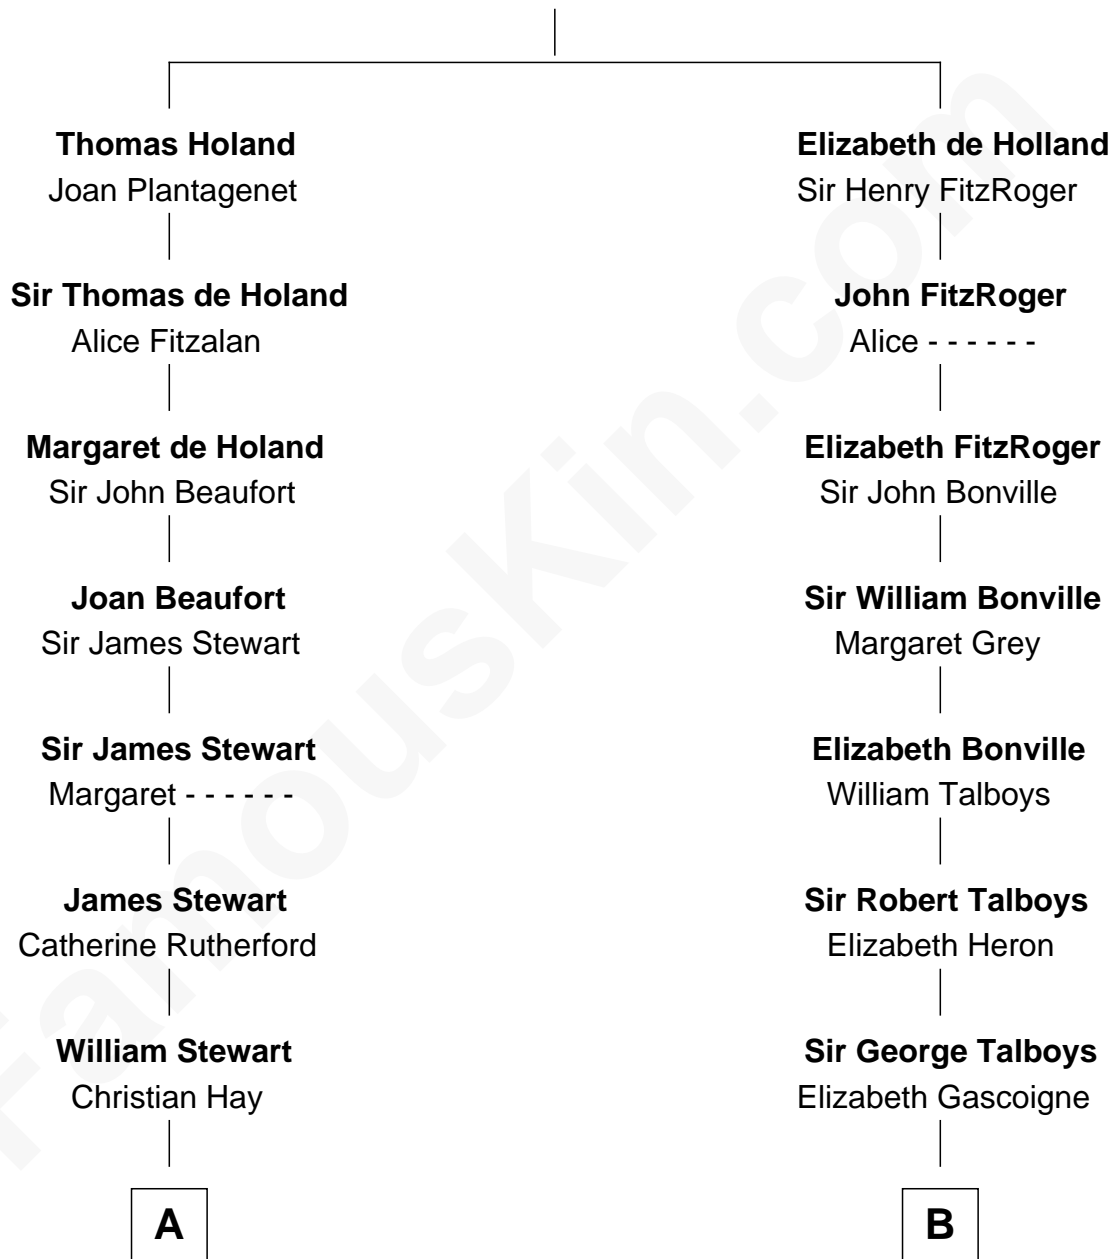 Thomas Holand
Joan Plantagenet
Sir Thomas de Holand
Alice Fitzalan
Margaret de Holand
Sir John Beaufort
Joan Beaufort
Sir James Stewart
Sir James Stewart
Margaret - - - - - -
James Stewart
Catherine Rutherford
William Stewart
Christian Hay
A
Elizabeth de Holland
Sir Henry FitzRoger
John FitzRoger
Alice - - - - - -
Elizabeth FitzRoger
Sir John Bonville
Sir William Bonville
Margaret Grey
Elizabeth Bonville
William Talboys
Sir Robert Talboys
Elizabeth Heron
Sir George Talboys
Elizabeth Gascoigne
B
FamousKin.com